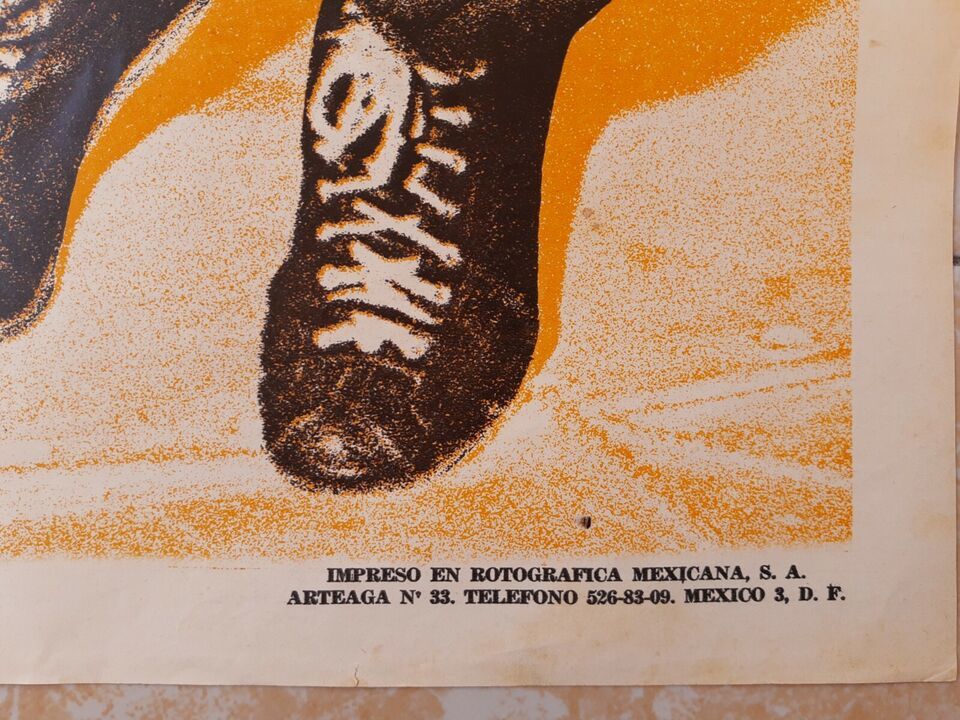 IMPRESO EN ROTOGRAFICA MEXICANA, S. A.
ARTEAGA Nº 33. TELEFONO 526-83-09. MEXICO 3, D. F.